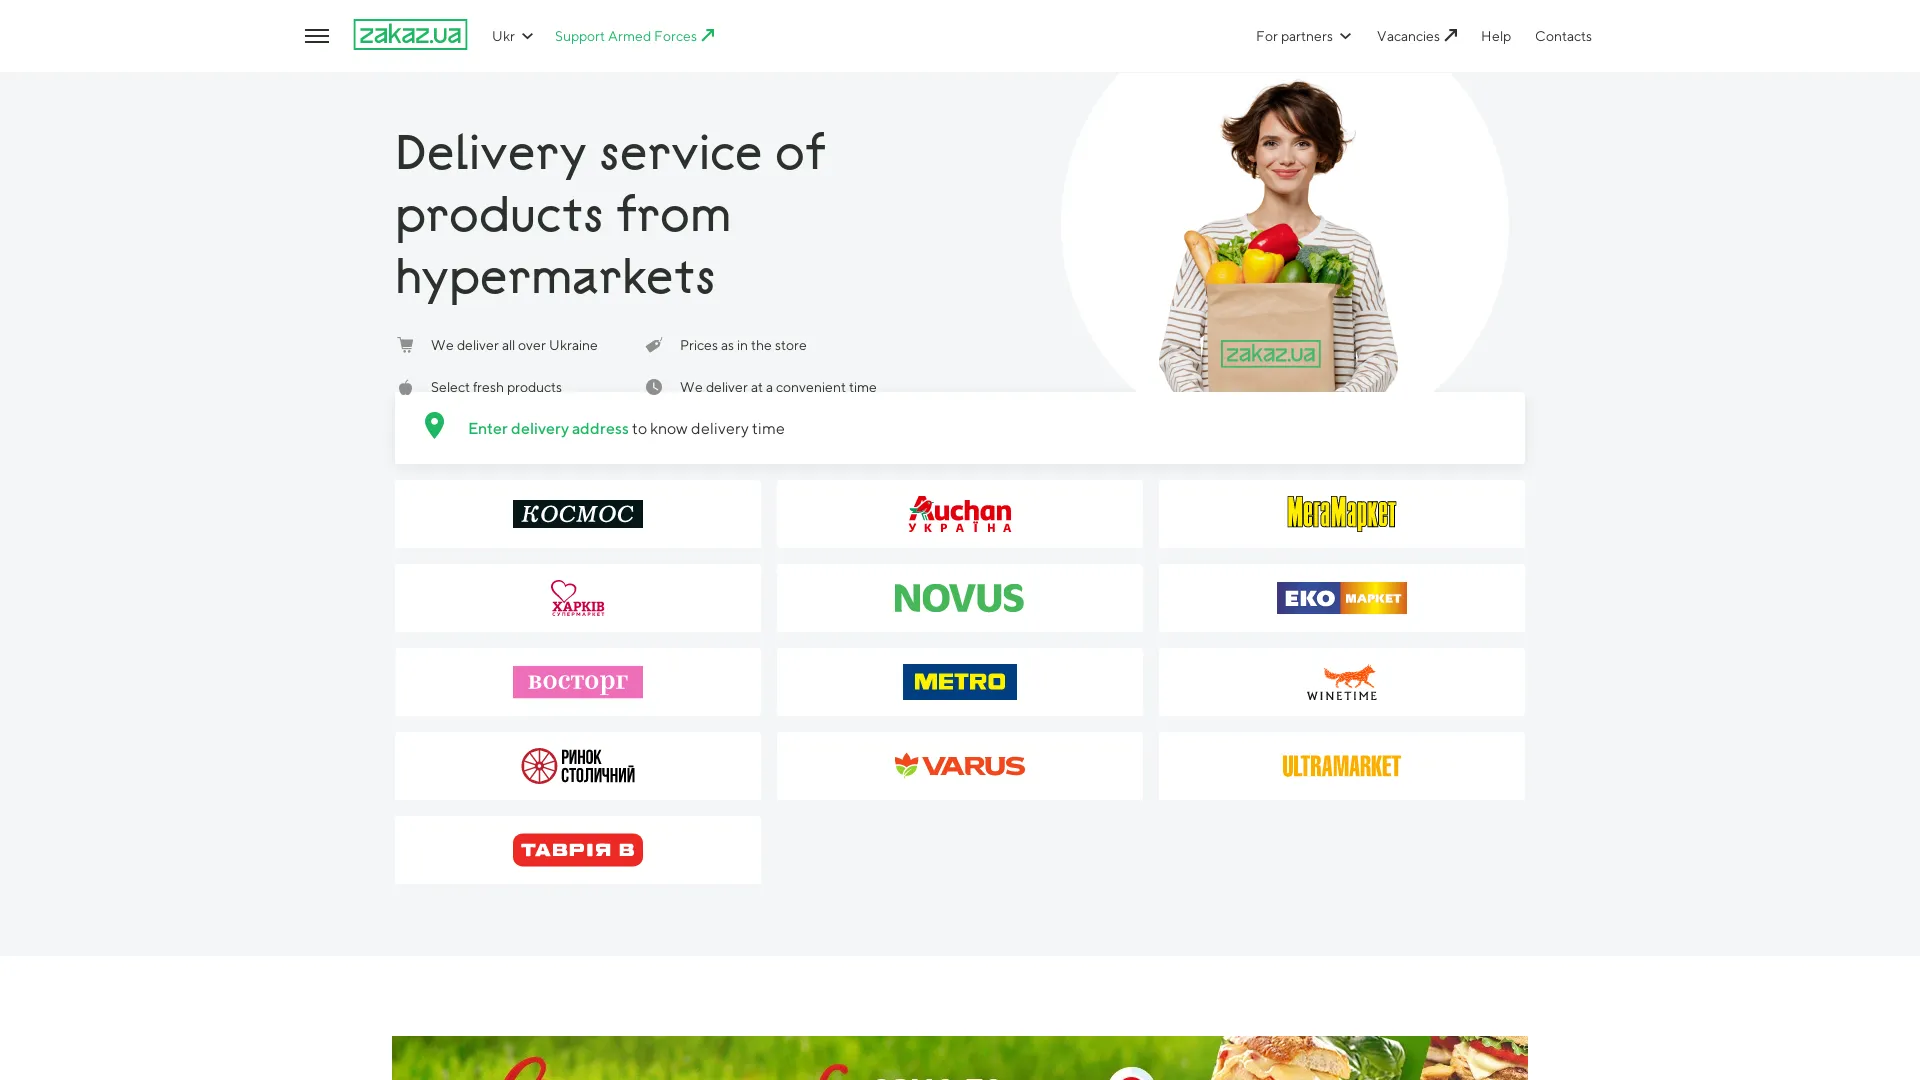 zakaz.ua
Ukr
Support Armed Forces
For partners
Vacancies
Help
Contacts
Delivery service of
products from
hypermarkets
We deliver all over Ukraine
Prices as in the store
Select fresh products
We deliver at a convenient time
zakaz.ua
Enter delivery address to know delivery time
КОСМОС
Auchan
УКРАЇНА
МегаМаркет
ХАРКІВ
СУПЕРМАРКЕТ
NOVUS
ЕКО МАРКЕТ
восторг
METRO
WINETIME
РИНОК
СТОЛИЧНИЙ
VARUS
ULTRAMARKET
ТАВРІЯ В